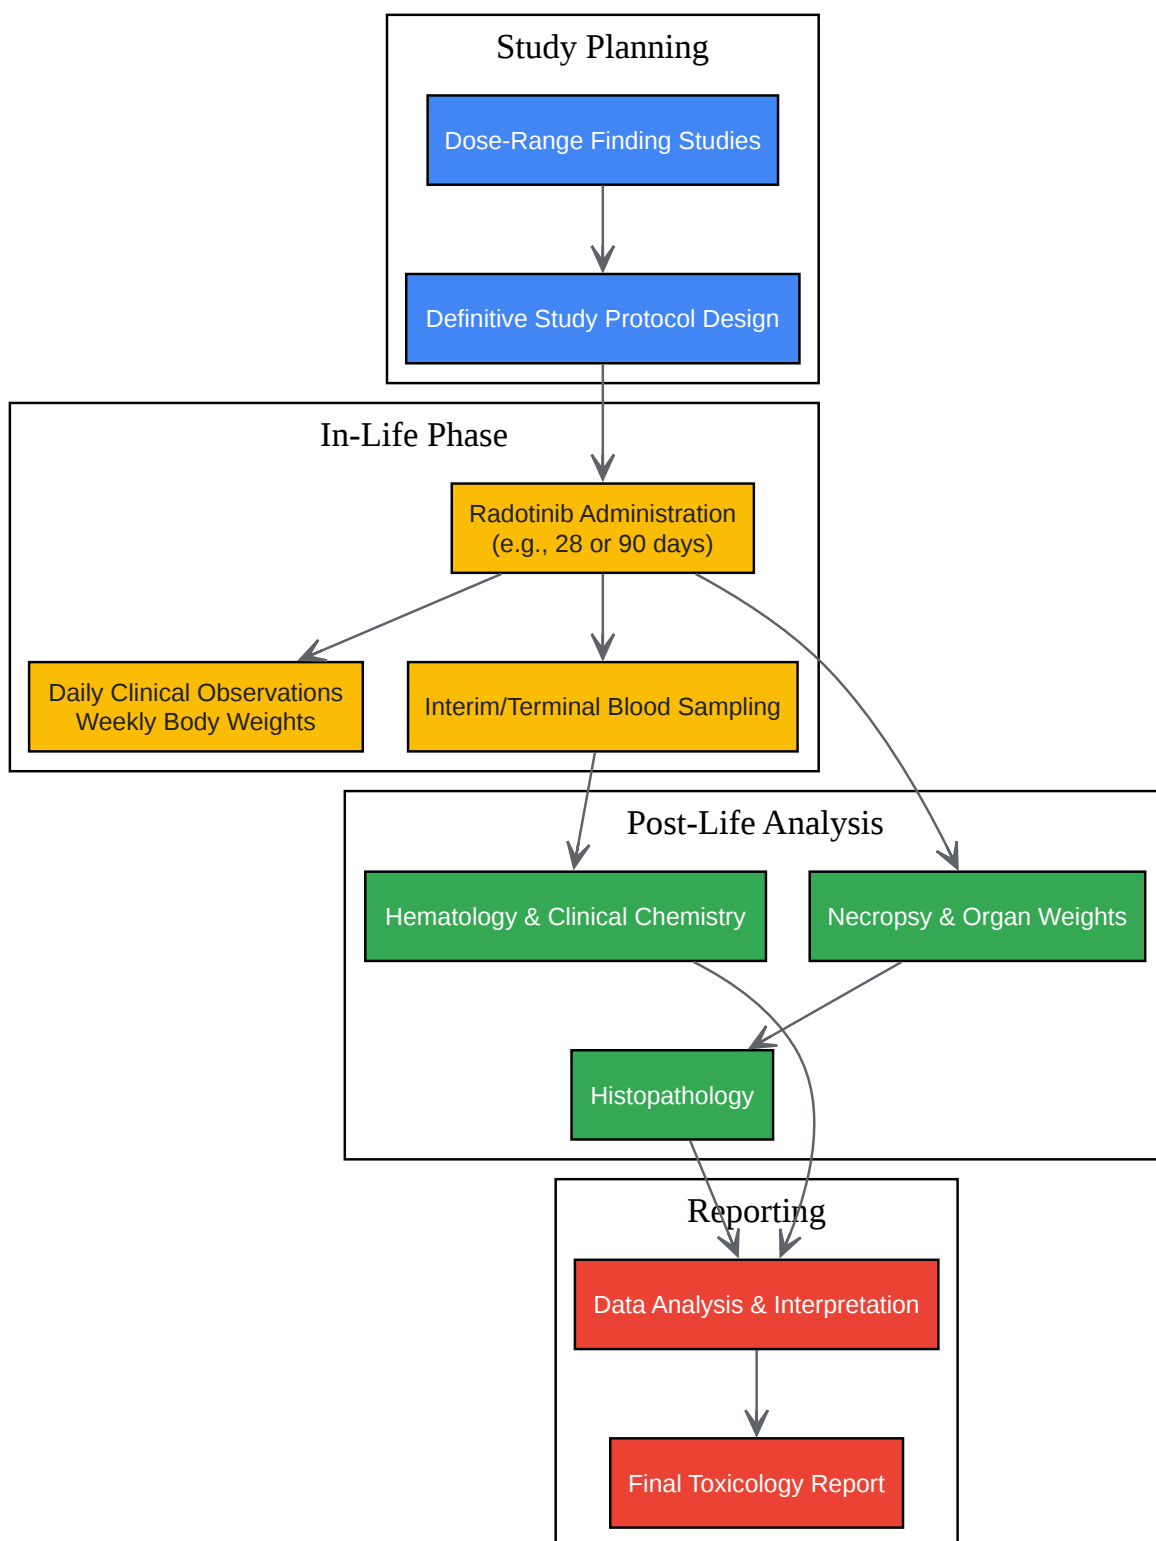 Study Planning
Dose-Range Finding Studies
Definitive Study Protocol Design
In-Life Phase
Radotinib Administration
(e.g., 28 or 90 days)
Daily Clinical Observations
Weekly Body Weights
Interim/Terminal Blood Sampling
Post-Life Analysis
Hematology & Clinical Chemistry
Necropsy & Organ Weights
Histopathology
Reporting
Data Analysis & Interpretation
Final Toxicology Report